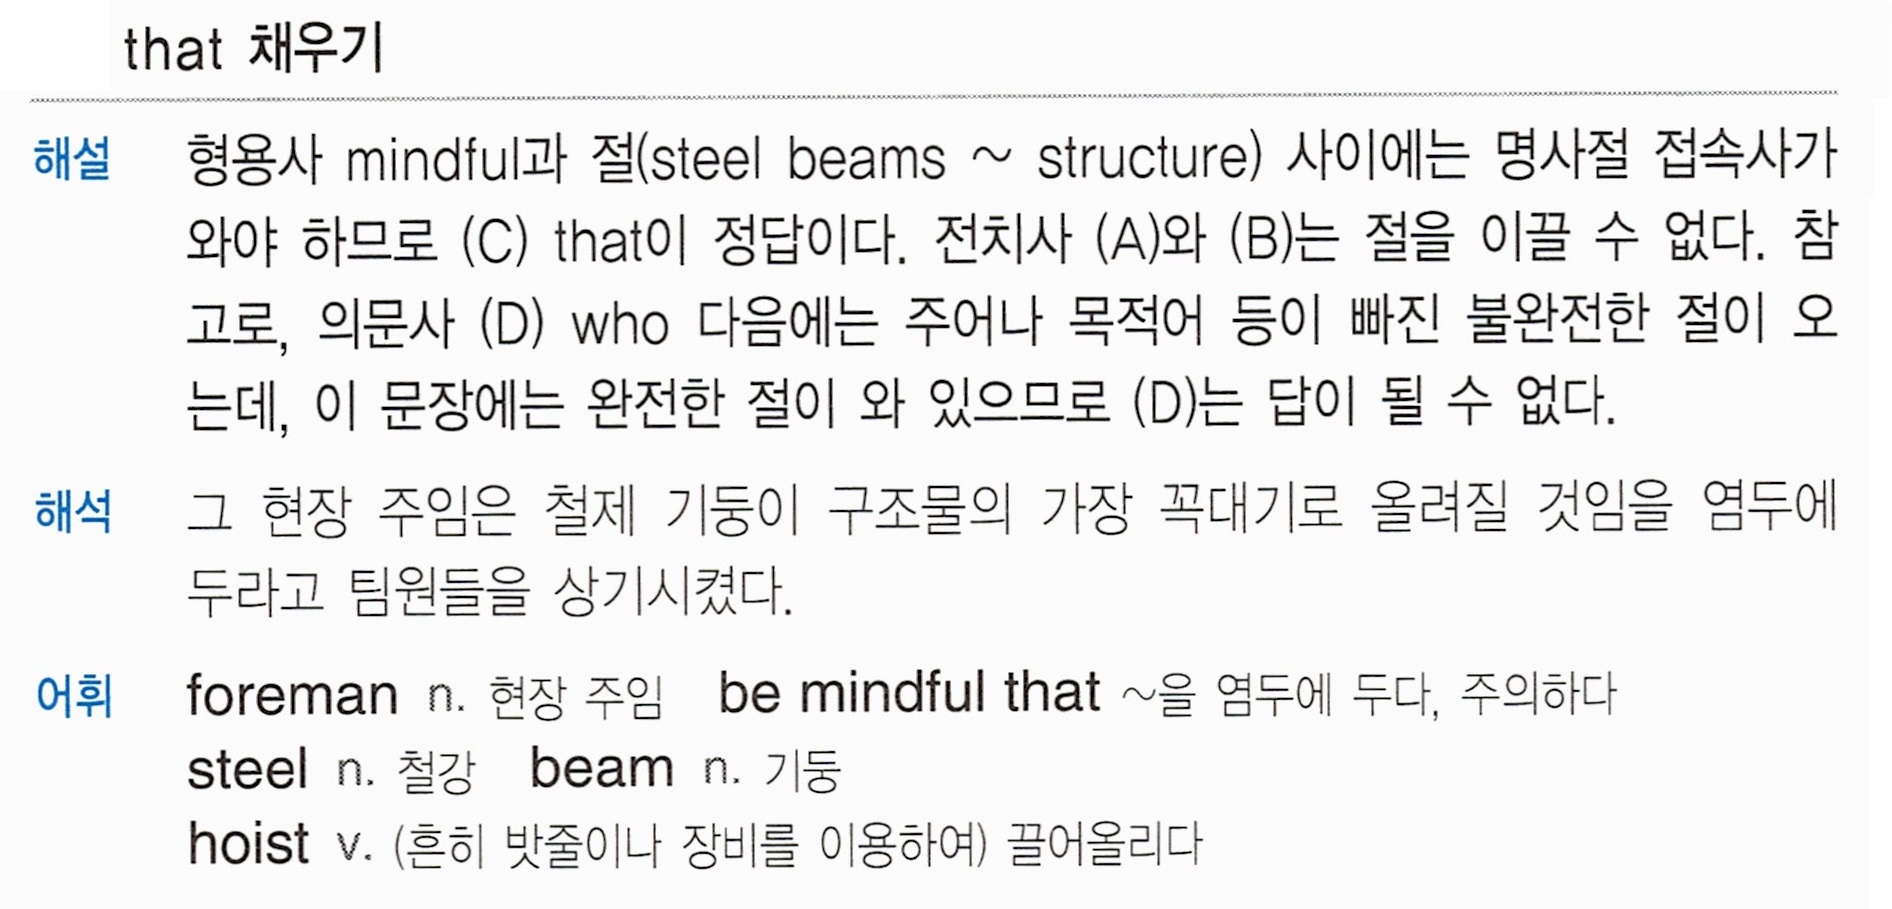 that 채우기
해설 형용사 mindful과 절(steel beams ~ structure) 사이에는 명사절 접속사가
와야 하므로 (C) that이 정답이다. 전치사 (A)와 (B)는 절을 이끌 수 없다. 참
고로, 의문사 (D) who 다음에는 주어나 목적어 등이 빠진 불완전한 절이 오
는데, 이 문장에는 완전한 절이 와 있으므로 (D)는 답이 될 수 없다.
해석 그 현장 주임은 철제 기둥이 구조물의 가장 꼭대기로 올려질 것임을 염두에
두라고 팀원들을 상기시켰다.
어휘 foreman n. 현장 주임 be mindful that ~을 염두에 두다, 주의하다
steel n. 철강 beam n. 기둥
hoist v. (흔히 밧줄이나 장비를 이용하여) 끌어올리다